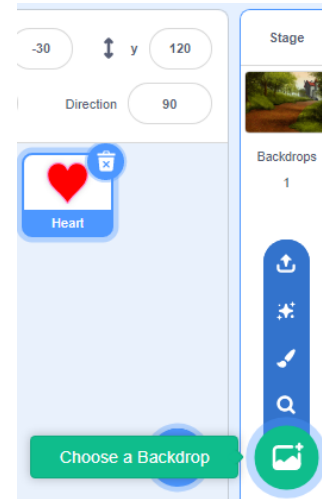 -30 y 120 Stage
Direction 90
Backdrops
1
Heart
Choose a Backdrop